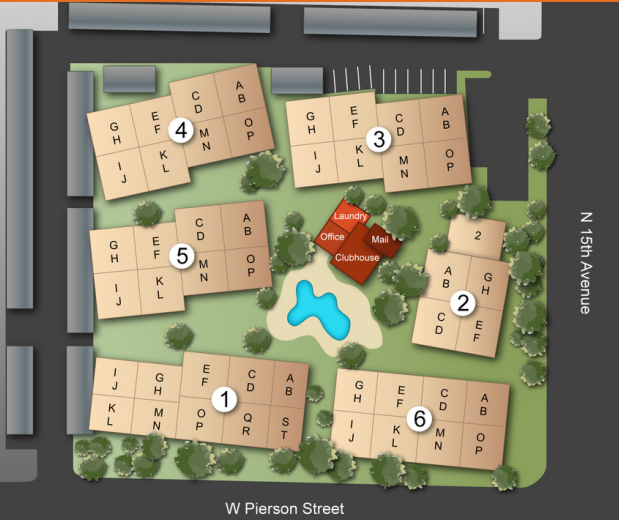 A
B
C
D
E
F
G
H
4
M
N
O
P
K
L
I
J
G
H
E
F
C
D
A
B
3
I
J
K
L
M
N
O
P
Laundry
Office
Mail
Clubhouse
G
H
E
F
C
D
A
B
5
I
J
K
L
M
N
O
P
2
A
B
G
H
2
C
D
E
F
N 15th Avenue
I
J
G
H
E
F
C
D
A
B
1
K
L
M
N
O
P
Q
R
S
T
G
H
E
F
C
D
A
B
6
I
J
K
L
M
N
O
P
W Pierson Street